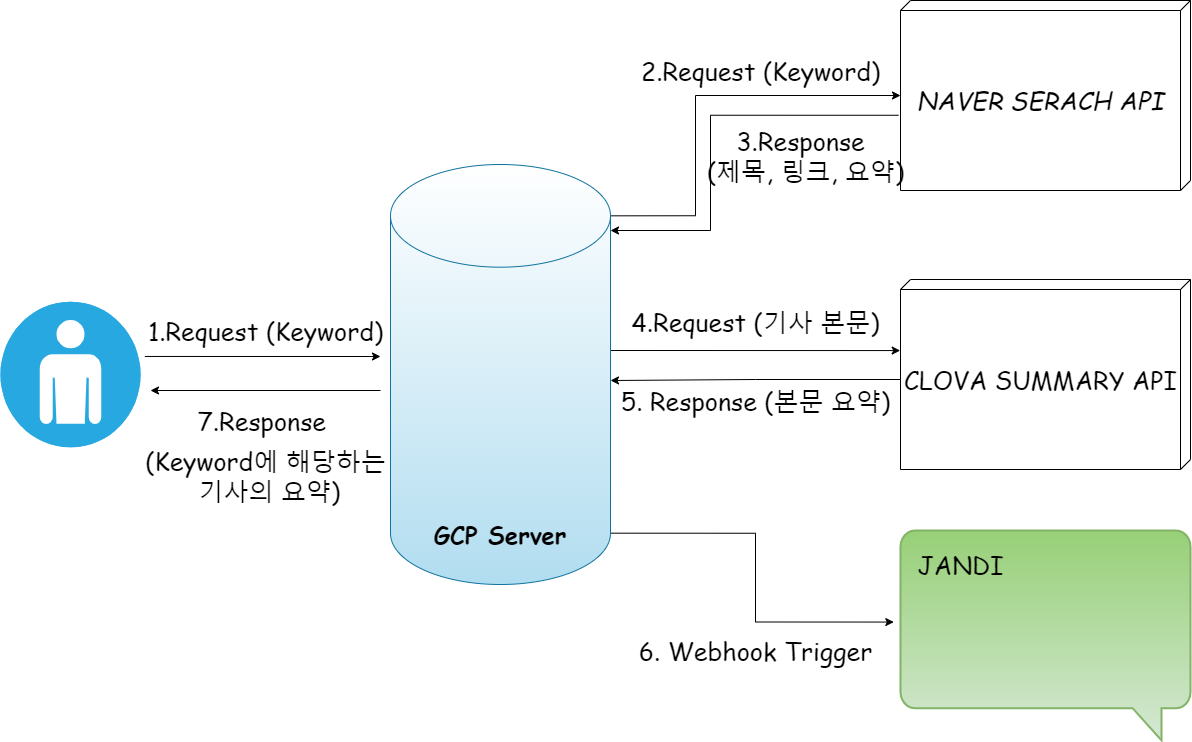 2.Request (Keyword)
NAVER SERACH API
3.Response
(제목, 링크, 요약)
1.Request (Keyword)
4.Request (기사 본문)
CLOVA SUMMARY API
5. Response (본문 요약)
7.Response
(Keyword에 해당하는
기사의 요약)
GCP Server
JANDI
6. Webhook Trigger